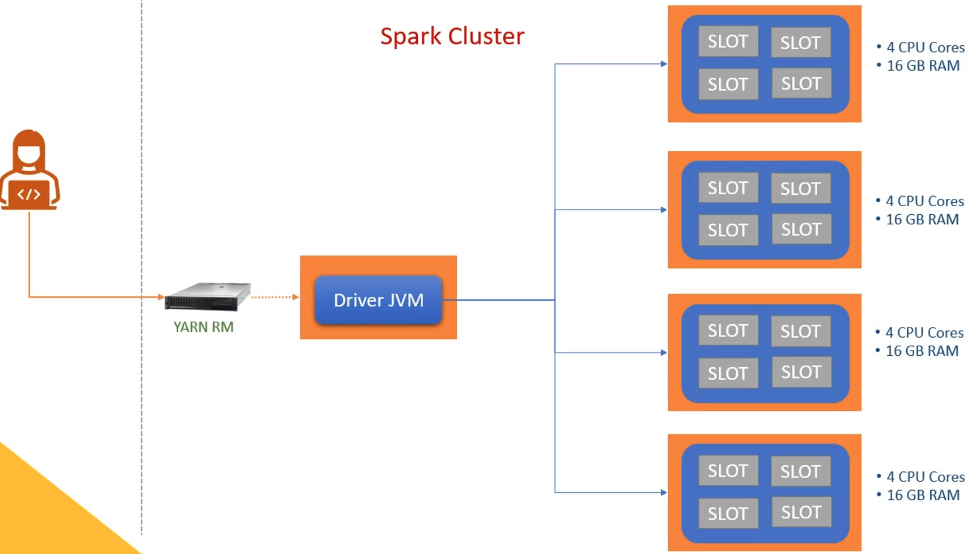 Spark Cluster
SLOT SLOT
SLOT SLOT
• 4 CPU Cores
• 16 GB RAM
</>
SLOT SLOT
SLOT SLOT
• 4 CPU Cores
• 16 GB RAM
YARN RM
Driver JVM
SLOT SLOT
SLOT SLOT
• 4 CPU Cores
• 16 GB RAM
SLOT SLOT
SLOT SLOT
• 4 CPU Cores
• 16 GB RAM